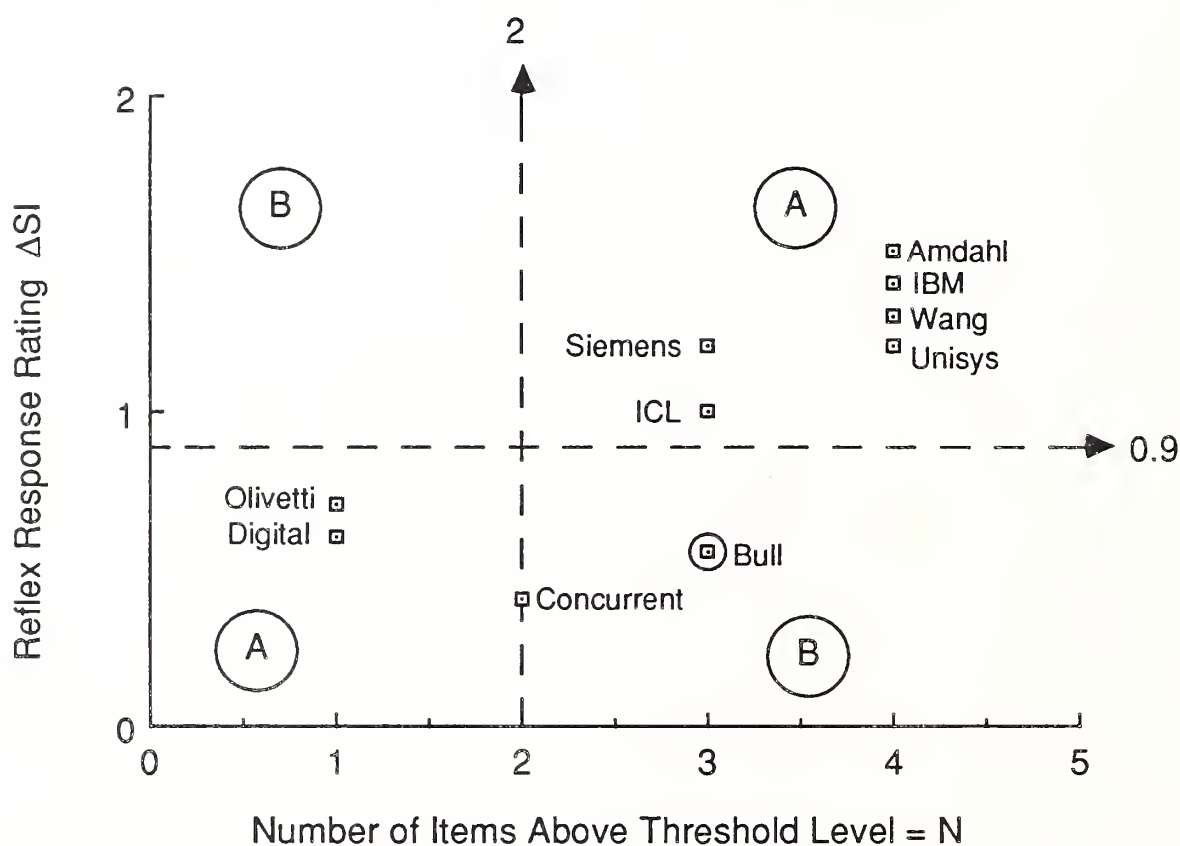 2
2
B
A
Amdahl
IBM
Wang
Unisys
Siemens
ICL
1
0.9
Olivetti
Digital
Bull
Concurrent
A
B
0
0 1 2 3 4 5
Reflex Response Rating ΔSI
Number of Items Above Threshold Level = N